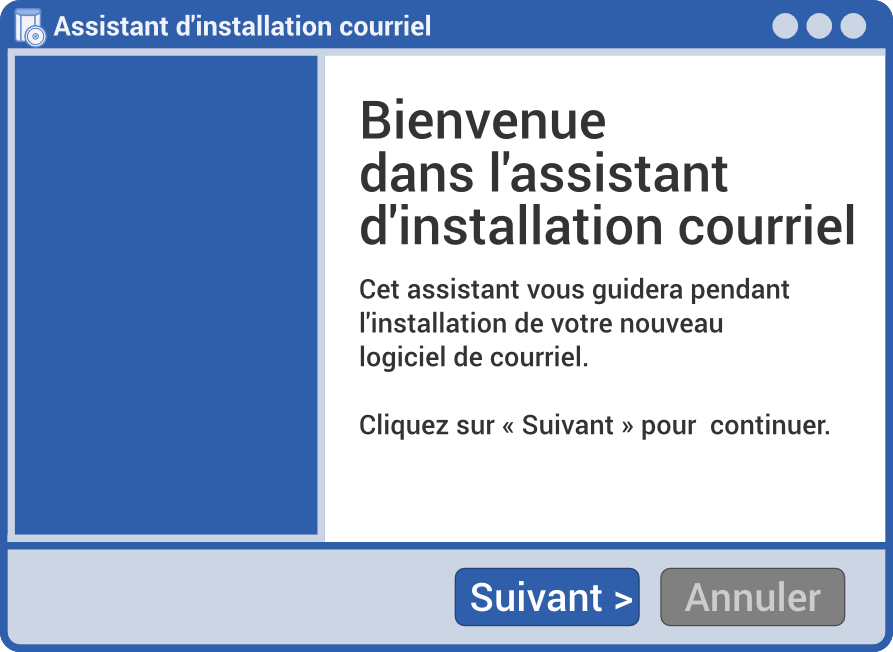 Assistant d'installation courriel
Bienvenue
dans l'assistant
d'installation courriel
Cet assistant vous guidera pendant
l'installation de votre nouveau
logiciel de courriel.
Cliquez sur « Suivant » pour  continuer.
Suivant >
Annuler